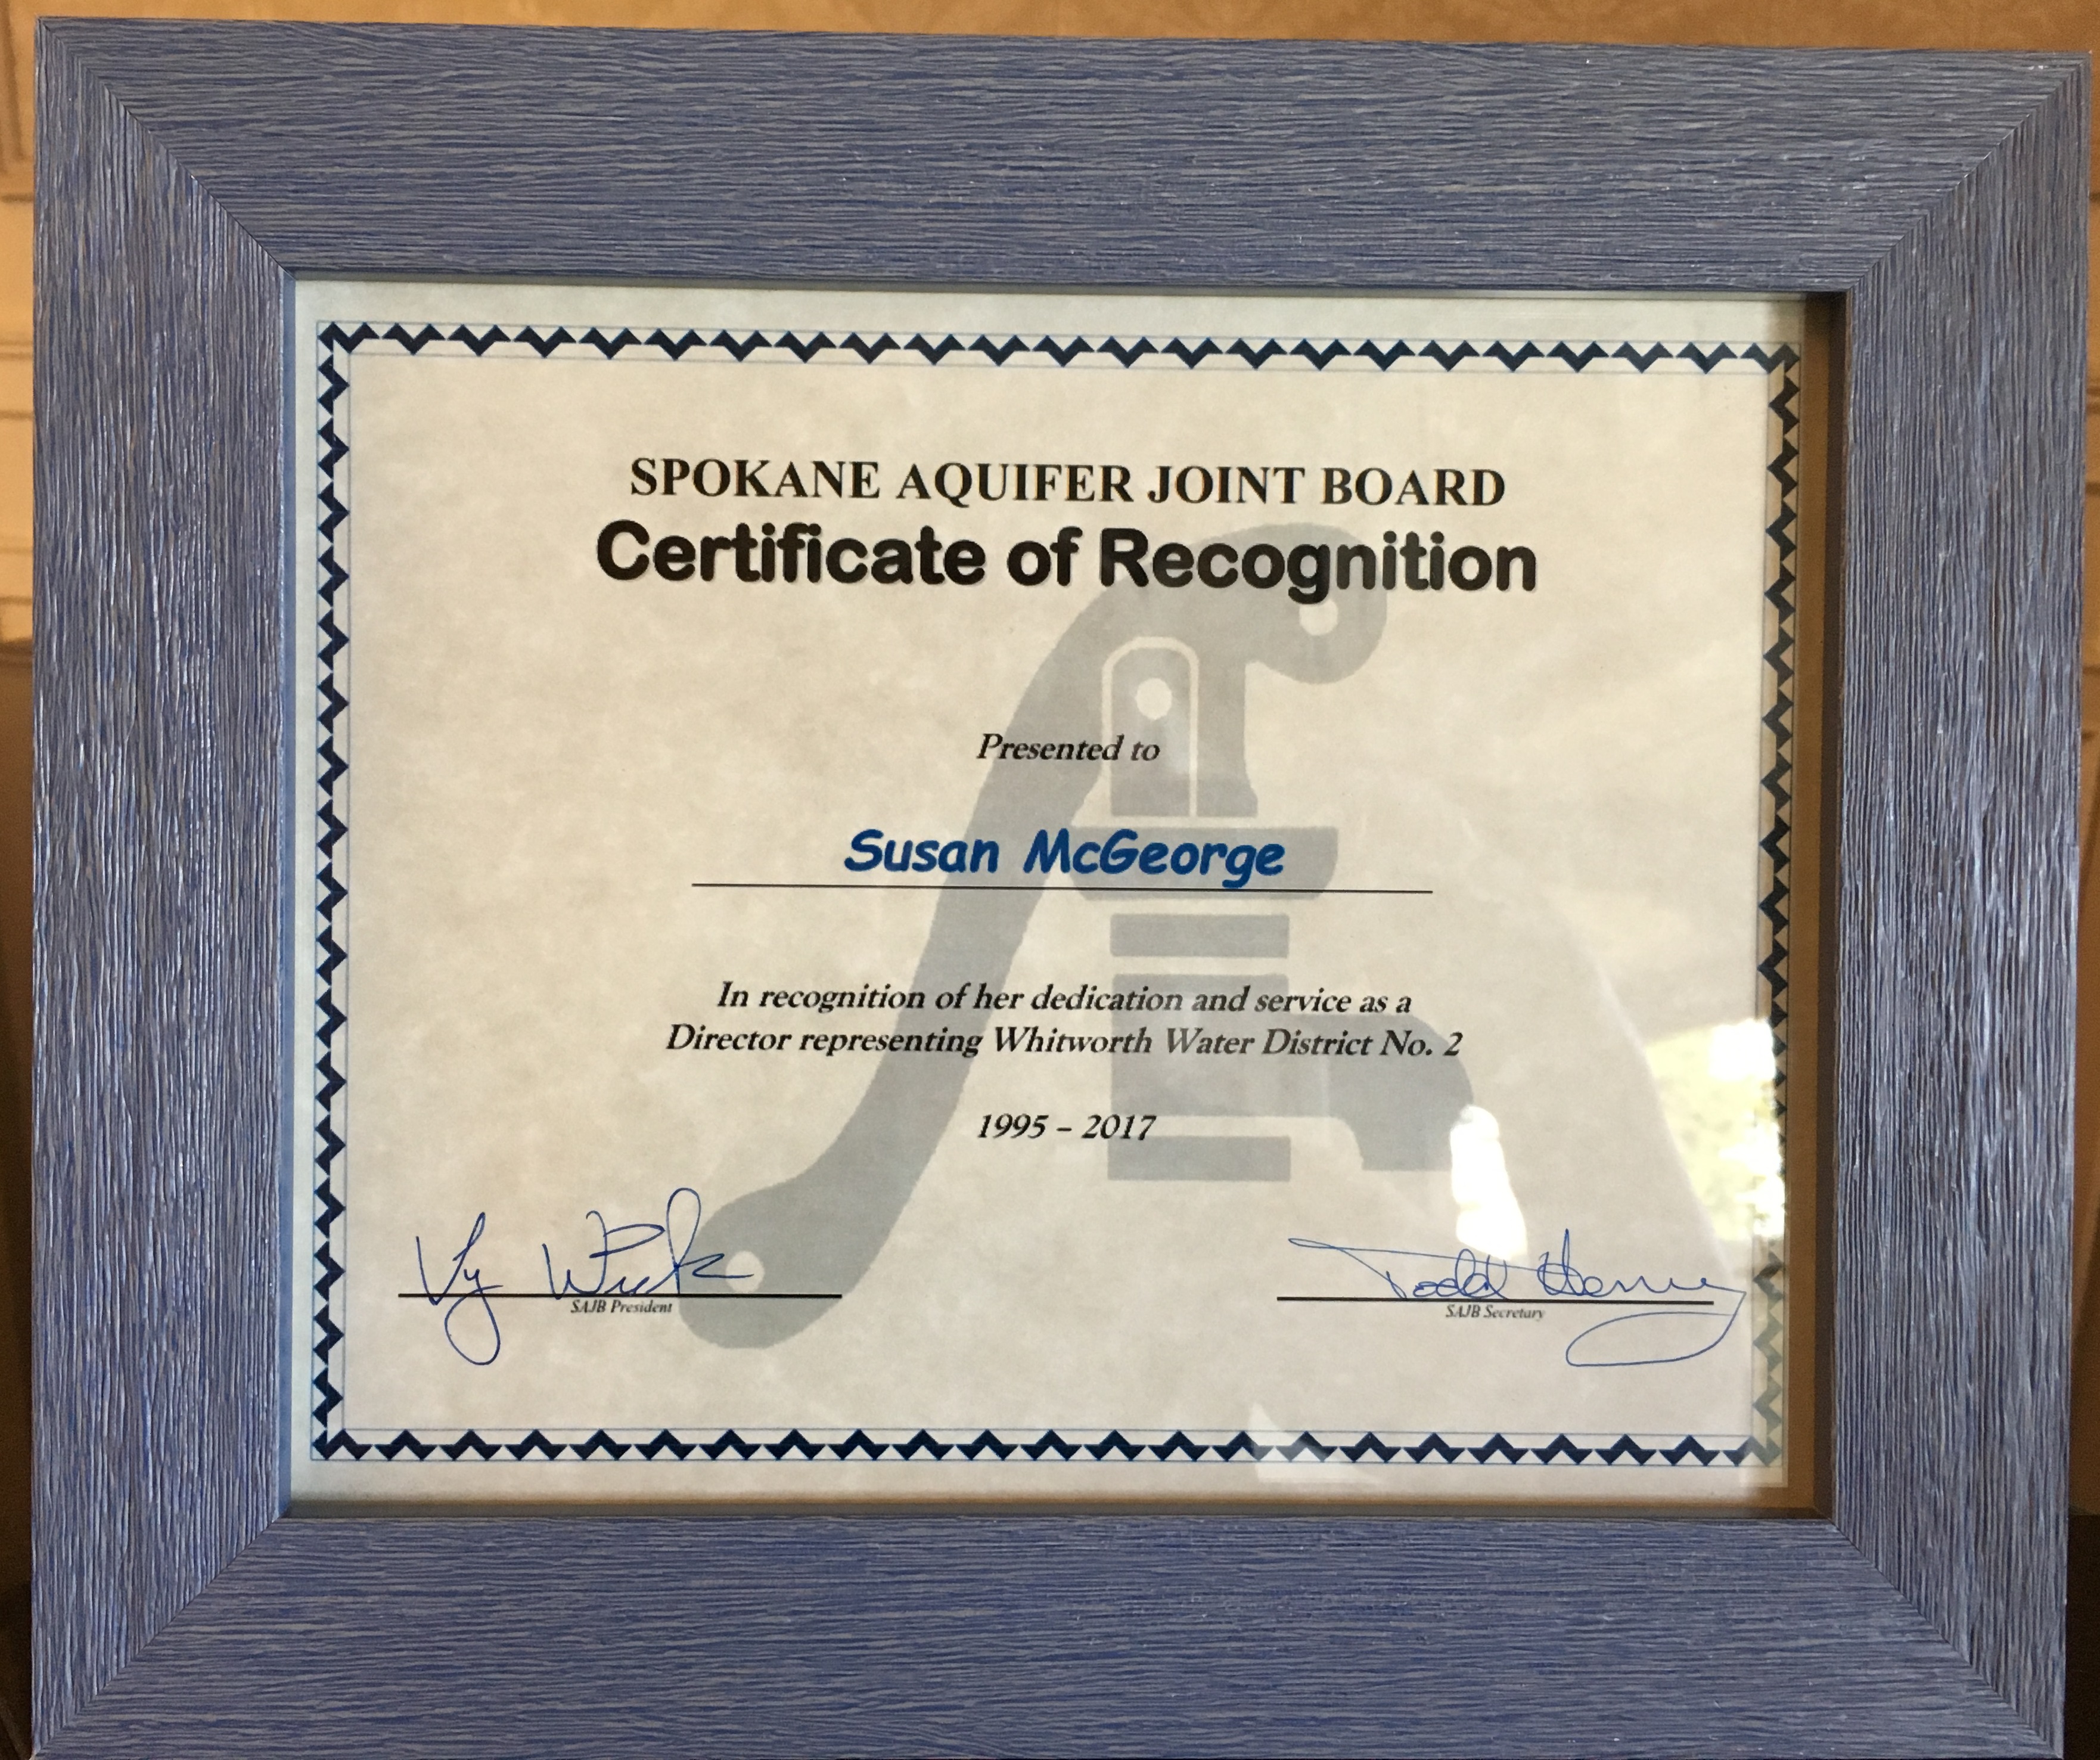 SPOKANE AQUIFER JOINT BOARD
Certificate of Recognition
Presented to
Susan McGeorge
In recognition of her dedication and service as a
Director representing Whitworth Water District No. 2
1995 – 2017
SAJB President
Todd
SAJB Secretary